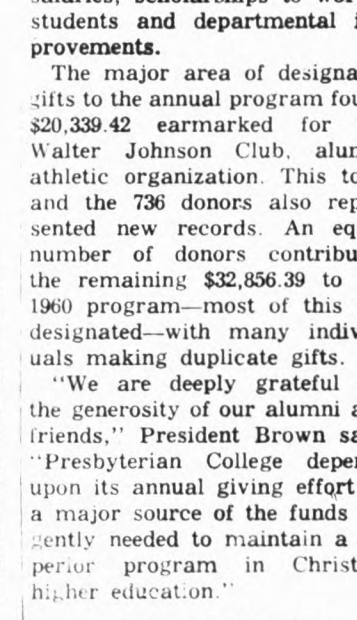 salaries, scholarships to wor
students and departmental i
provements.
The major area of designa
gifts to the annual program fou
$20,339.42 earmarked for
Walter Johnson Club, alum
athletic organization. This to
and the 736 donors also rep
sented new records. An eq
number of donors contribu
the remaining $32,856.39 to
1960 program—most of this
designated—with many indiv
uals making duplicate gifts.
"We are deeply grateful
the generosity of our alumni a
friends," President Brown sa
"Presbyterian College depen
upon its annual giving effort
a major source of the funds
gently needed to maintain a
perior program in Christ
higher education."